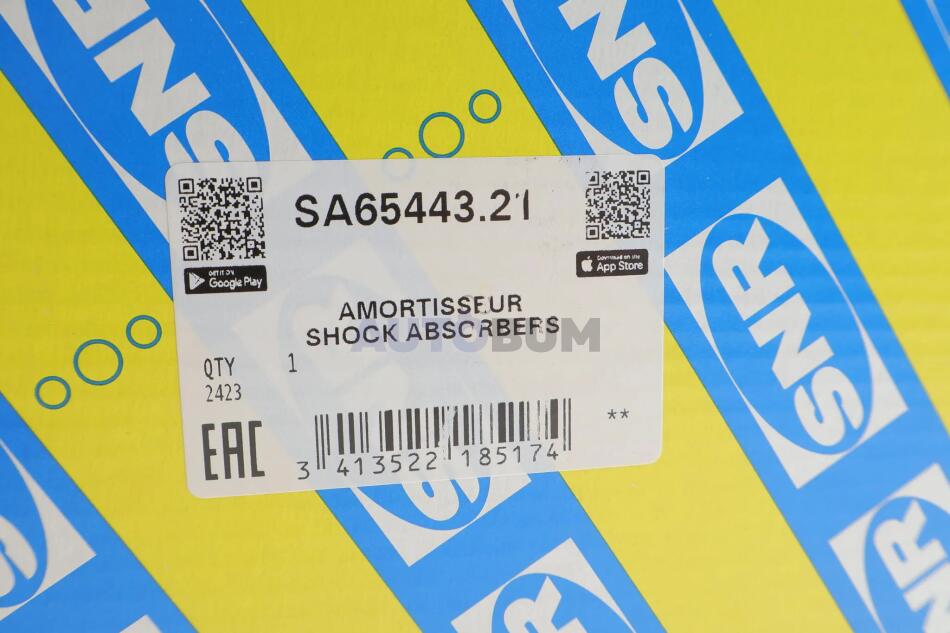 SNR
SNR
SA65443.21
GET IT ON
Google Play
Download on the
App Store
AMORTISSEUR
SHOCK ABSORBERS
AUTOBUM
QTY 1
2423
**
EAC
3 413522 185174
SNR
SNR
SNR